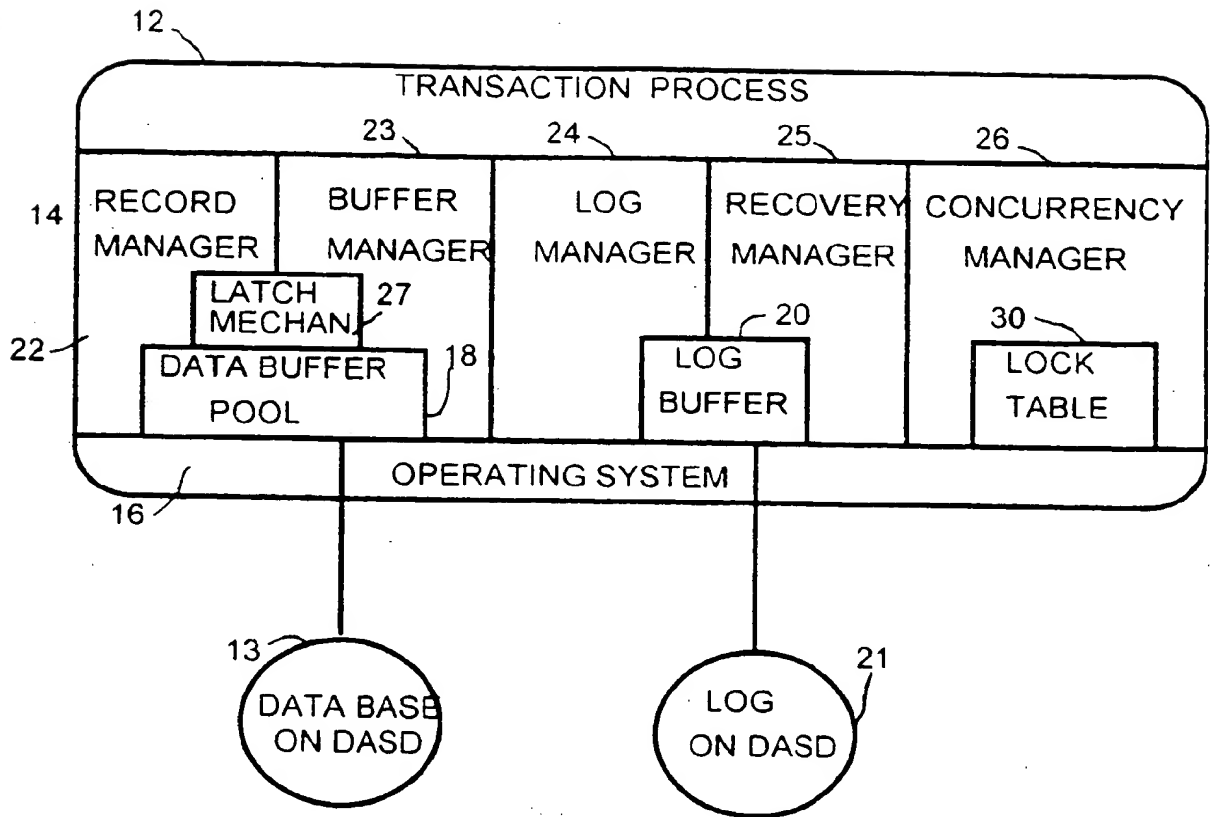 12
TRANSACTION PROCESS
23
24
25
26
14
RECORD
MANAGER
BUFFER
MANAGER
LOG
MANAGER
RECOVERY
MANAGER
CONCURRENCY
MANAGER
LATCH
MECHAN
27
20
30
22
DATA BUFFER
POOL
18
LOG
BUFFER
LOCK
TABLE
OPERATING SYSTEM
16
13
DATA BASE
ON DASD
21
LOG
ON DASD